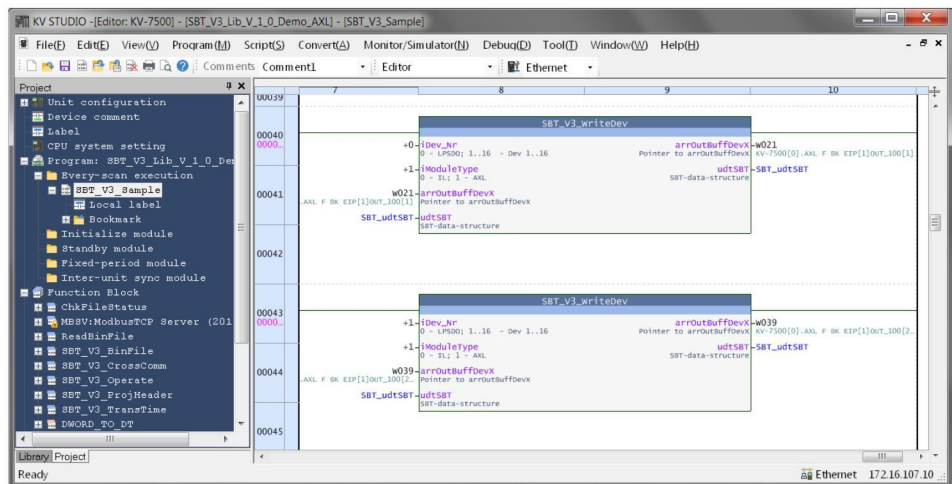 KV STUDIO -[Editor: KV-7500] - [SBT_V3_Lib_V_1_0_Demo_AXL] - [SBT_V3_Sample]
File(F) Edit(E) View(V) Program(M) Script(S) Convert(A) Monitor/Simulator(N) Debug(D) Tool(T) Window(W) Help(H)
Comments Comment1 Editor Ethernet
Project
Unit configuration
Device comment
Label
CPU system setting
Program: SBT_V3_Lib_V_1_0_De
Every-scan execution
SBT_V3_Sample
Local label
Bookmark
Initialize module
Standby module
Fixed-period module
Inter-unit sync module
Function Block
ChkFileStatus
MBSV:ModbusTCP Server (201
ReadBinFile
SBT_V3_BinFile
SBT_V3_CrossComm
SBT_V3_Operate
SBT_V3_ProjHeader
SBT_V3_TransTime
DWORD_TO_DT
Library Project
7 8 9 10
00039
SBT_V3_WriteDev
00040
0000...
+0 iDev_Nr arrOutBuffDevX W021
0 - LPSDO; 1..16 - Dev 1..16 Pointer to arrOutBuffDevX KV-7500[0].AXL F BK EIP[1]OUT_100[1]
+1 iModuleType udtSBT SBT_udtSBT
0 - IL; 1 - AXL SBT-data-structure
00041 W021 arrOutBuffDevX
.AXL F BK EIP[1]OUT_100[1] Pointer to arrOutBuffDevX
SBT_udtSBT udtSBT
SBT-data-structure
00042
SBT_V3_WriteDev
00043
0000...
+1 iDev_Nr arrOutBuffDevX W039
0 - LPSDO; 1..16 - Dev 1..16 Pointer to arrOutBuffDevX KV-7500[0].AXL F BK EIP[1]OUT_100[2...
+1 iModuleType udtSBT SBT_udtSBT
0 - IL; 1 - AXL SBT-data-structure
00044 W039 arrOutBuffDevX
.AXL F BK EIP[1]OUT_100[2... Pointer to arrOutBuffDevX
SBT_udtSBT udtSBT
SBT-data-structure
00045
Ready Ethernet 172.16.107.10